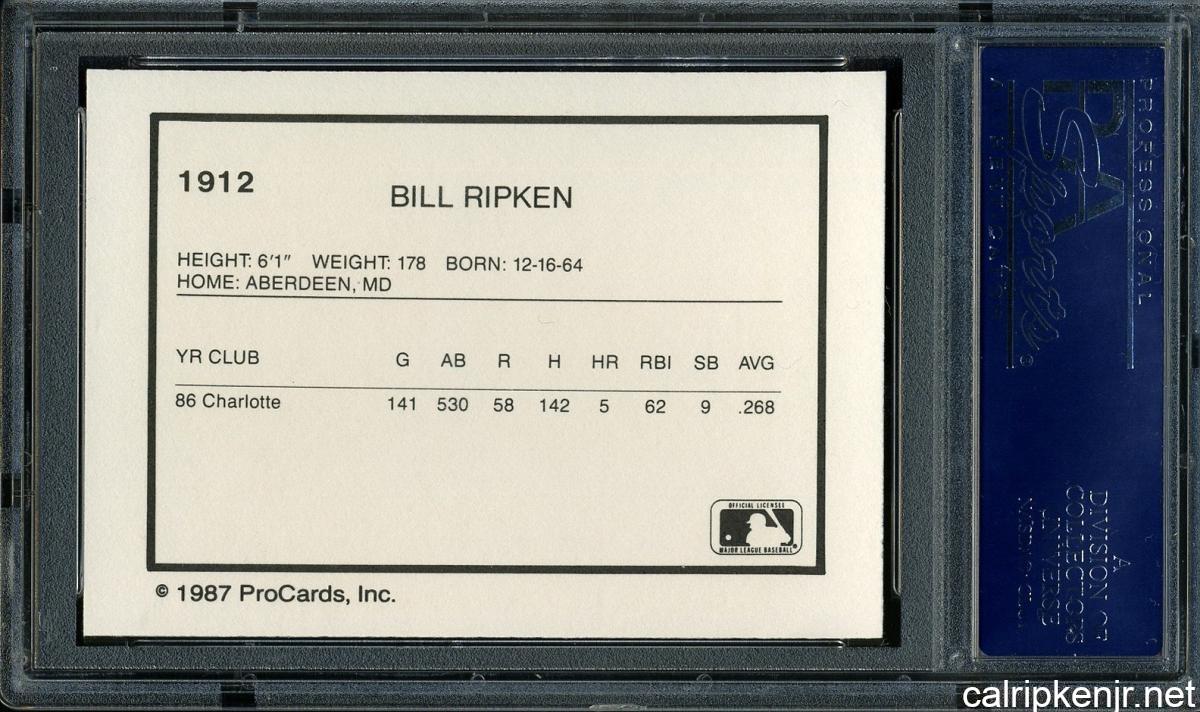 1912
BILL RIPKEN
HEIGHT: 6'1" WEIGHT: 178 BORN: 12-16-64
HOME: ABERDEEN, MD
YR CLUB G AB R H HR RBI SB AVG
86 Charlotte 141 530 58 142 5 62 9 .268
OFFICIAL LICENSEE
MAJOR LEAGUE BASEBALL®
© 1987 ProCards, Inc.
PROFESSIONAL
PSA
Sports®
A
DIVISION OF
COLLECTORS
UNIVERSE
calripkenjr.net